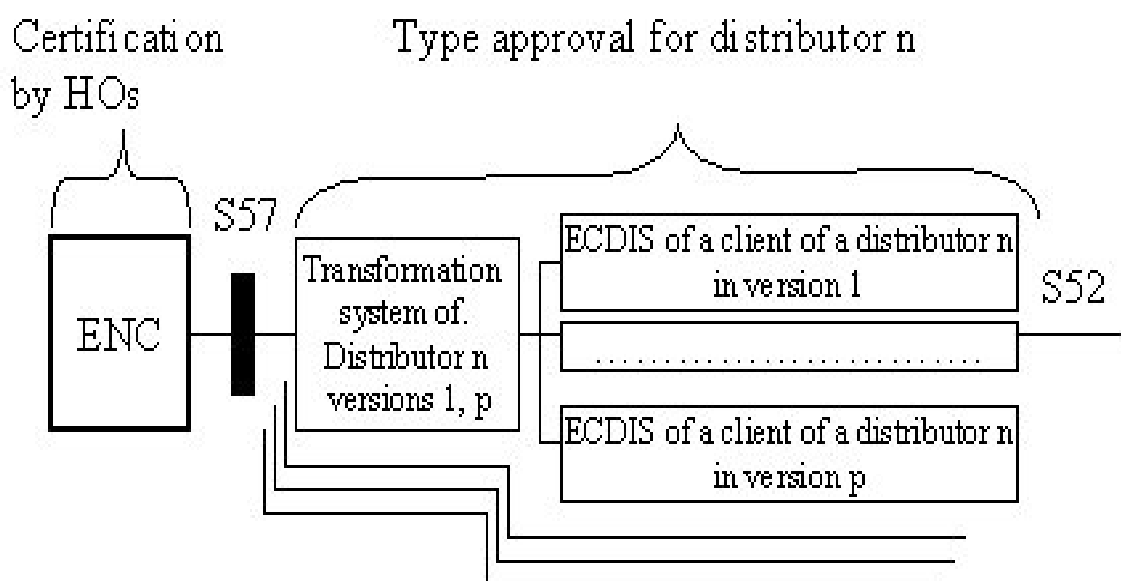 Certification
by HOs
Type approval for distributor n
S57
ENC
Transformation
system of.
Distributor n
versions 1, p
ECDIS of a client of a distributor n
in version 1
. . . . . . . . . . . . . . . . . . . . . . . . . . . .
ECDIS of a client of a distributor n
in version p
S52